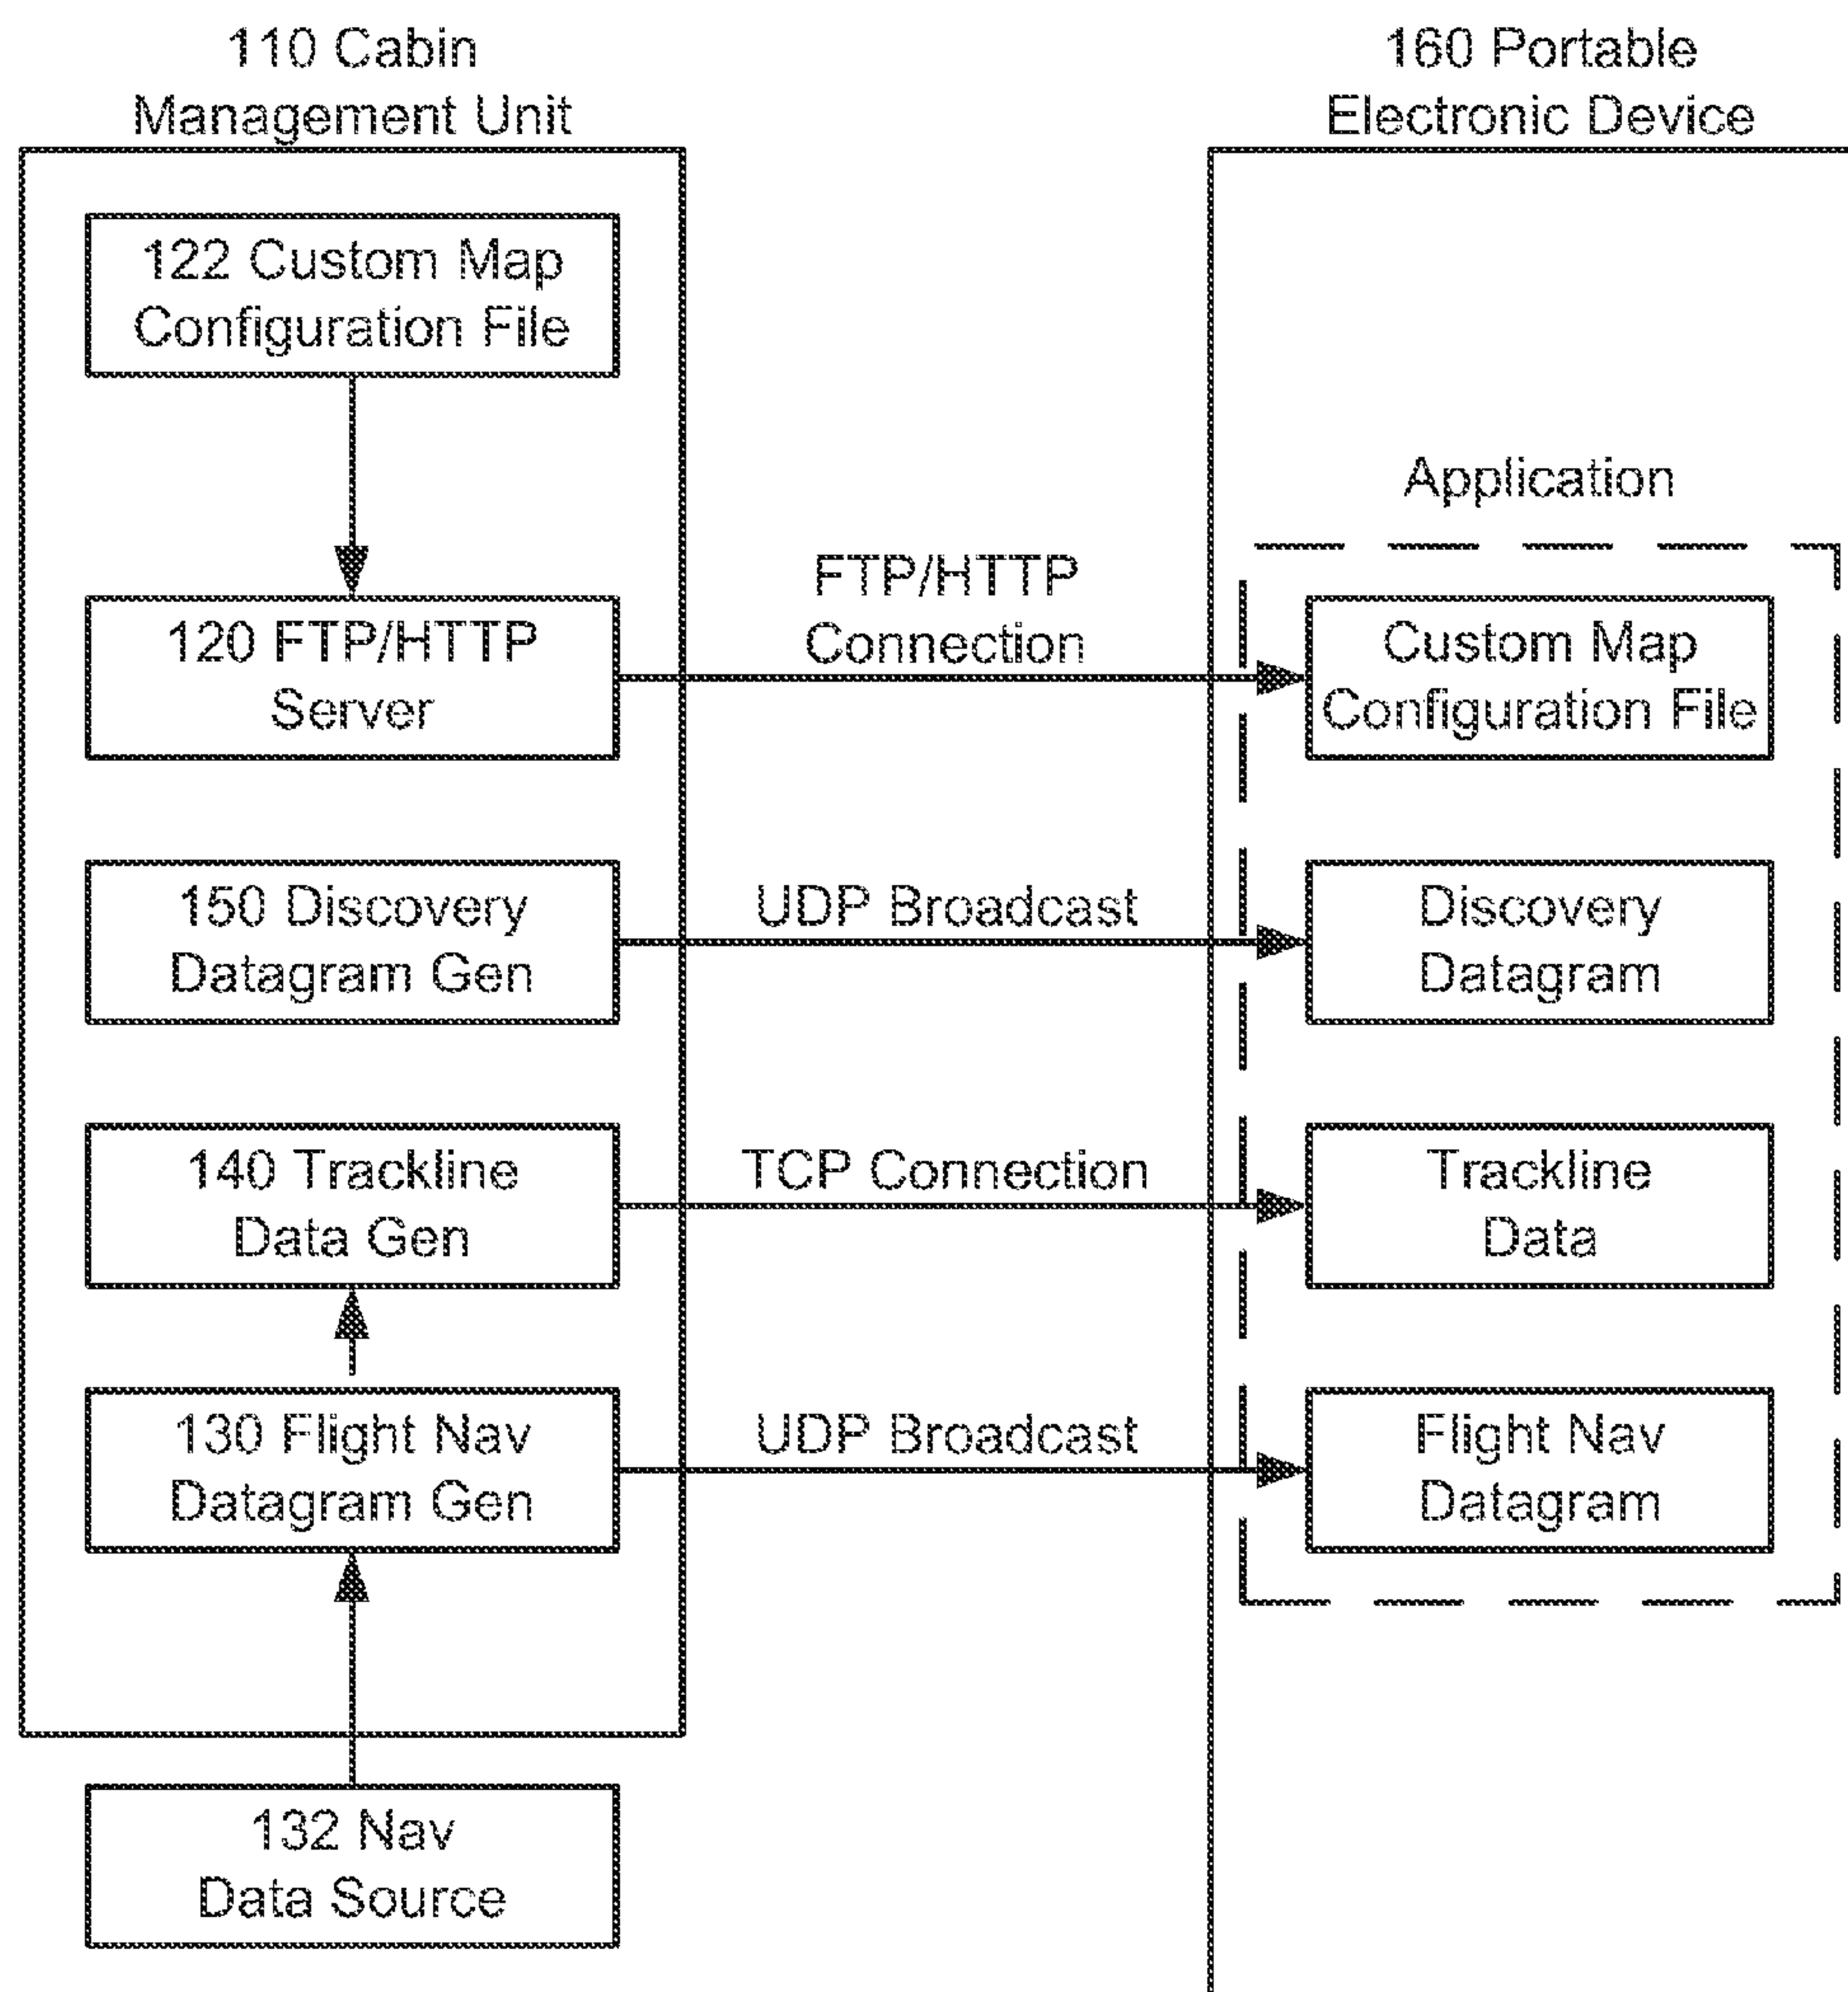 110 Cabin
Management Unit
160 Portable
Electronic Device
122 Custom Map
Configuration File
Application
FTP/HTTP
Connection
120 FTP/HTTP
Server
Custom Map
Configuration File
150 Discovery
Datagram Gen
UDP Broadcast
Discovery
Datagram
140 Trackline
Data Gen
TCP Connection
Trackline
Data
130 Flight Nav
Datagram Gen
UDP Broadcast
Flight Nav
Datagram
132 Nav
Data Source